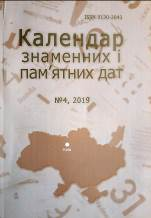 Календар
знаменних і
пам'ятних дат
№4, 2019